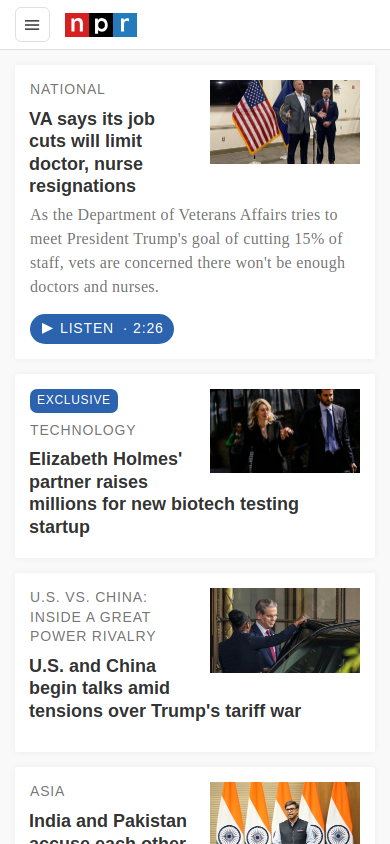 npr
NATIONAL
VA says its job
cuts will limit
doctor, nurse
resignations
As the Department of Veterans Affairs tries to
meet President Trump's goal of cutting 15% of
staff, vets are concerned there won't be enough
doctors and nurses.
LISTEN · 2:26
EXCLUSIVE
TECHNOLOGY
Elizabeth Holmes'
partner raises
millions for new biotech testing
startup
U.S. VS. CHINA:
INSIDE A GREAT
POWER RIVALRY
U.S. and China
begin talks amid
tensions over Trump's tariff war
ASIA
India and Pakistan
accuse each other